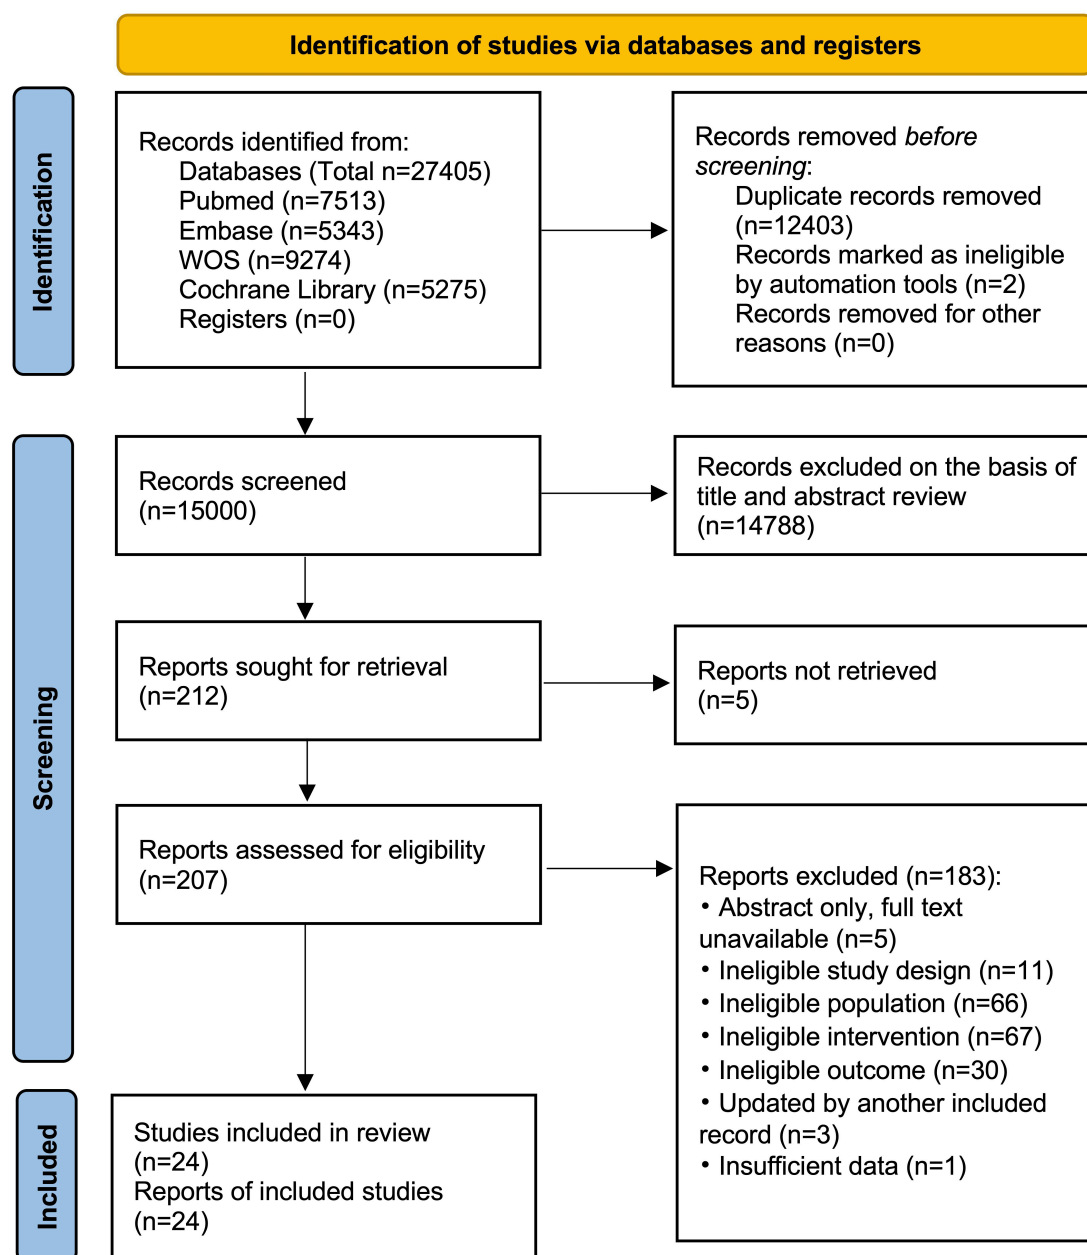 Identification of studies via databases and registers
Identification
Records identified from:
Databases (Total n=27405)
Pubmed (n=7513)
Embase (n=5343)
WOS (n=9274)
Cochrane Library (n=5275)
Registers (n=0)
Records removed before
screening:
Duplicate records removed
(n=12403)
Records marked as ineligible
by automation tools (n=2)
Records removed for other
reasons (n=0)
Screening
Records screened
(n=15000)
Records excluded on the basis of
title and abstract review
(n=14788)
Reports sought for retrieval
(n=212)
Reports not retrieved
(n=5)
Reports assessed for eligibility
(n=207)
Reports excluded (n=183):
• Abstract only, full text
unavailable (n=5)
• Ineligible study design (n=11)
• Ineligible population (n=66)
• Ineligible intervention (n=67)
• Ineligible outcome (n=30)
• Updated by another included
record (n=3)
• Insufficient data (n=1)
Included
Studies included in review
(n=24)
Reports of included studies
(n=24)